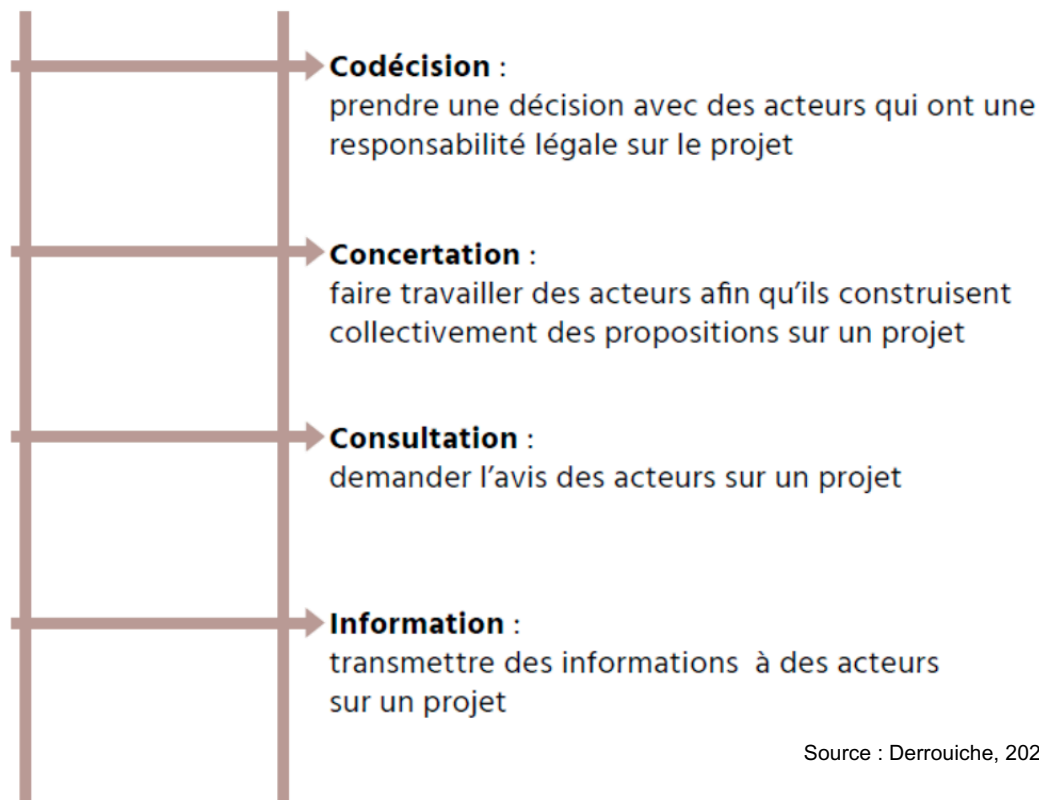 Codécision :
prendre une décision avec des acteurs qui ont une
responsabilité légale sur le projet
Concertation :
faire travailler des acteurs afin qu’ils construisent
collectivement des propositions sur un projet
Consultation :
demander l’avis des acteurs sur un projet
Information :
transmettre des informations à des acteurs
sur un projet
Source : Derrouiche, 202